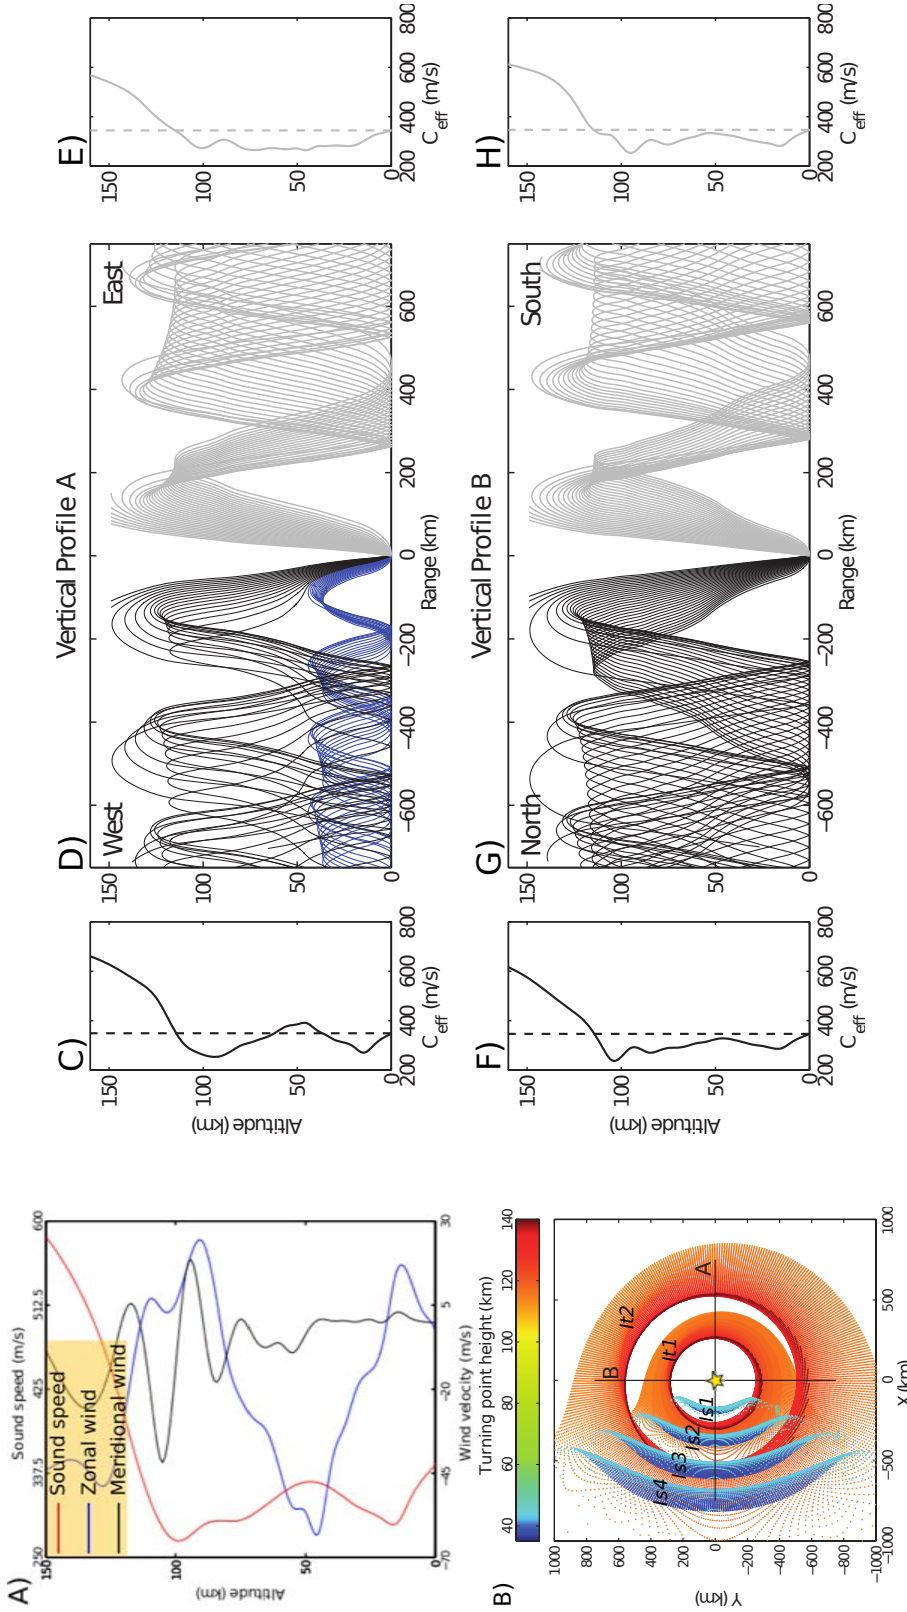 A)
Sound speed (m/s)
250 337.5 425 512.5 600
Sound speed
Zonal wind
Meridional wind
150
100
50
0
Altitude (km)
-70 -45 -20 5 30
Wind velocity (m/s)
B)
Turning point height (km)
40 60 80 100 120 140
1000
800
600
400
200
0
-200
-400
-600
-800
-1000
Y (km)
-1000 -500 0 500 1000
X (km)
Is4
Is3
Is2
Is1
It1
It2
B
A
C)
150
100
50
0
Altitude (km)
200 400 600 800
Ceff (m/s)
D)
Vertical Profile A
West
East
150
100
50
0
-600 -400 -200 0 200 400 600
Range (km)
E)
150
100
50
0
200 400 600 800
Ceff (m/s)
F)
150
100
50
0
Altitude (km)
200 400 600 800
Ceff (m/s)
G)
Vertical Profile B
North
South
150
100
50
0
-600 -400 -200 0 200 400 600
Range (km)
H)
150
100
50
0
200 400 600 800
Ceff (m/s)